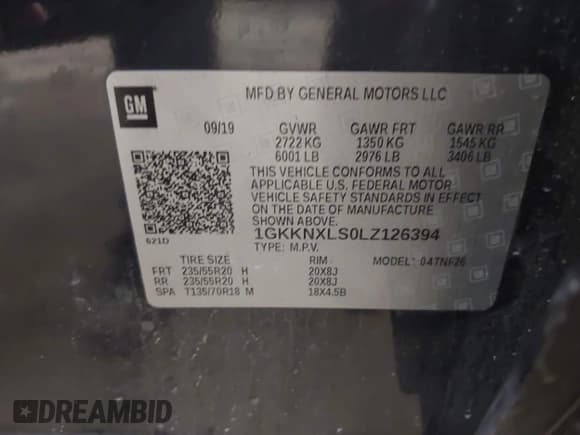 GM
MFD BY GENERAL MOTORS LLC
09/19 GVWR GAWR FRT GAWR RR
2722 KG 1350 KG 1545 KG
6001 LB 2976 LB 3406 LB
THIS VEHICLE CONFORMS TO ALL
APPLICABLE U.S. FEDERAL MOTOR
VEHICLE SAFETY STANDARDS IN EFFECT
ON THE DATE OF MANUFACTURE
SHOWN ABOVE.
621D
1GKKNXLS0LZ126394
TYPE: M.P.V.
TIRE SIZE RIM MODEL: 04TNF26
FRT 235/55R20 H 20X8J
RR 235/55R20 H 20X8J
SPA T135/70R18 M 18X4.5B
DREAMBID